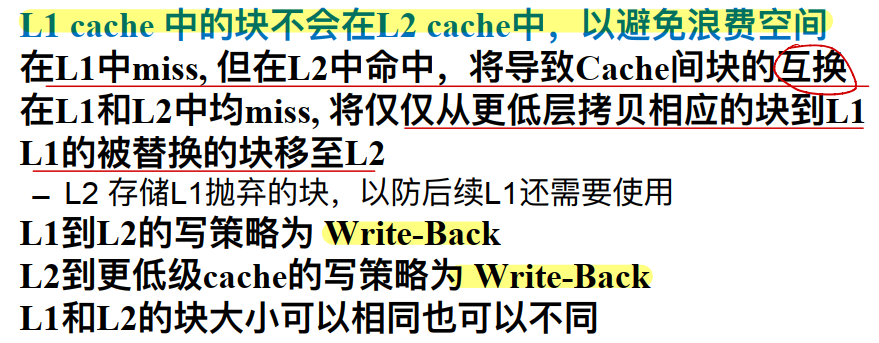 L1 cache 中的块不会在L2 cache中，以避免浪费空间
在L1中miss, 但在L2中命中，将导致Cache间块的互换
在L1和L2中均miss, 将仅仅从更低层拷贝相应的块到L1
L1的被替换的块移至L2
– L2 存储L1抛弃的块，以防后续L1还需要使用
L1到L2的写策略为 Write-Back
L2到更低级cache的写策略为 Write-Back
L1和L2的块大小可以相同也可以不同